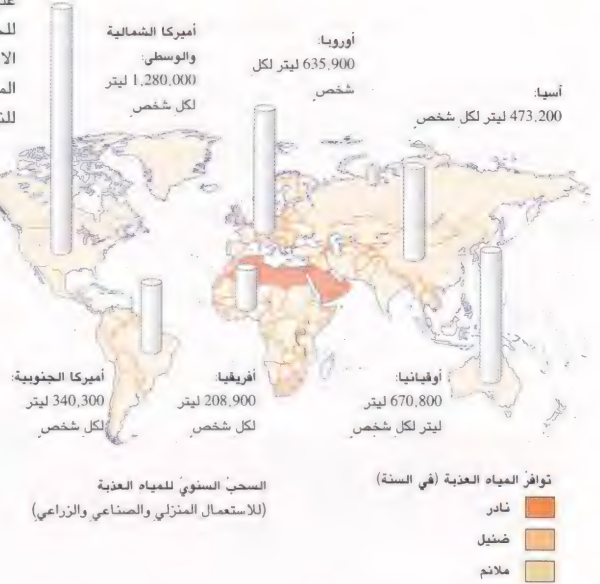 أميركا الشمالية
والوسطى:
1,280,000 ليتر
لكل شخص
أوروبا:
635,900 ليتر لكل
شخص
آسيا:
473,200 ليتر لكل شخص
أميركا الجنوبية:
340,300 ليتر
لكل شخص
أفريقيا:
208,900 ليتر
لكل شخص
أوقيانيا:
670,800 ليتر
ليتر لكل شخص
السحبُ السنويّ للمياه العذبة
(للاستعمال المنزلي والصناعي والزراعي)
توافرُ المياه العذبة (في السنة)
نادر
ضئيل
ملائم